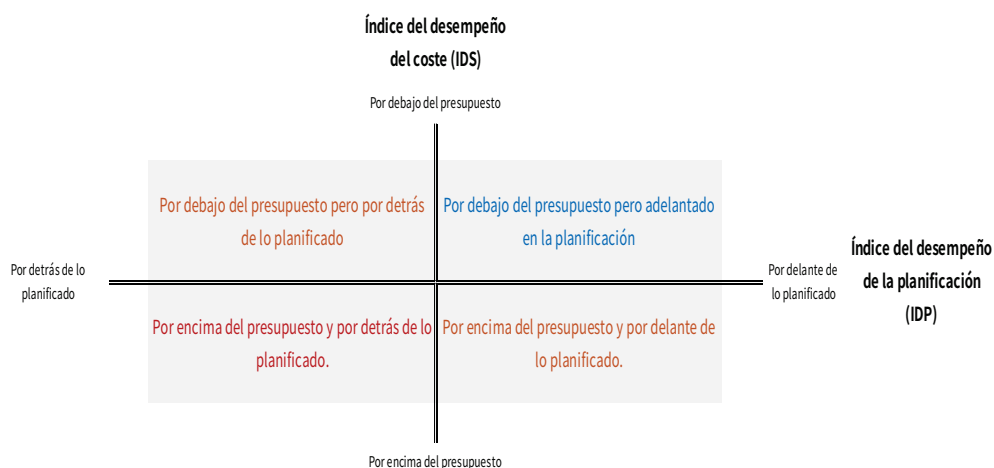 Índice del desempeño
del coste (IDS)
Por debajo del presupuesto
Por debajo del presupuesto pero por detrás
de lo planificado
Por debajo del presupuesto pero adelantado
en la planificación
Por detrás de lo
planificado
Por delante de
lo planificado
Índice del desempeño
de la planificación
(IDP)
Por encima del presupuesto y por detrás de lo
planificado.
Por encima del presupuesto y por delante de
lo planificado.
Por encima del presupuesto